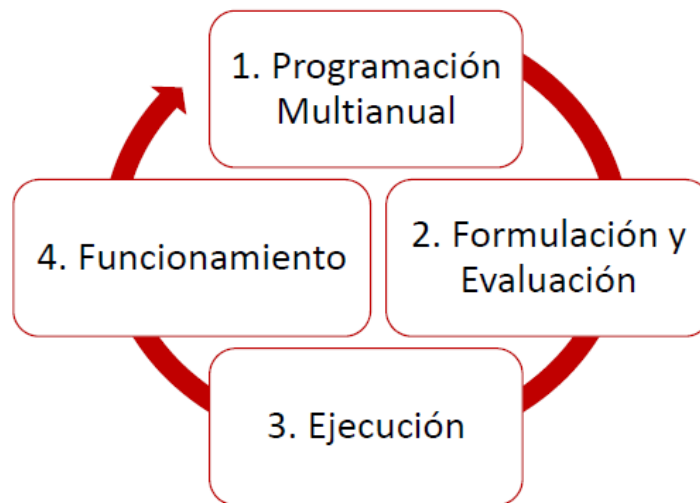 1. Programación
Multianual
2. Formulación y
Evaluación
3. Ejecución
4. Funcionamiento